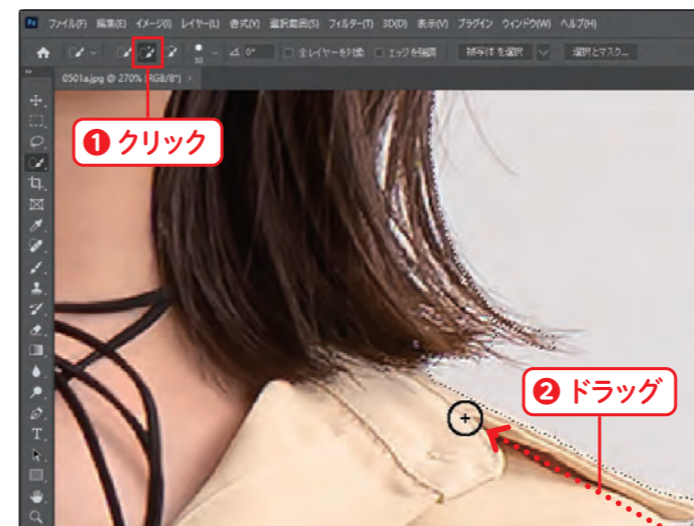 Ps ファイル(F) 編集(E) イメージ(I) レイヤー(L) 書式(Y) 選択範囲(S) フィルター(T) 3D(D) 表示(V) プラグイン ウィンドウ(W) ヘルプ(H)
0° 全レイヤーを対象 エッジを強調 被写体を選択 選択とマスク...
0501a.jpg @ 270% (RGB/8*) ×
❶ クリック
❷ ドラッグ
T